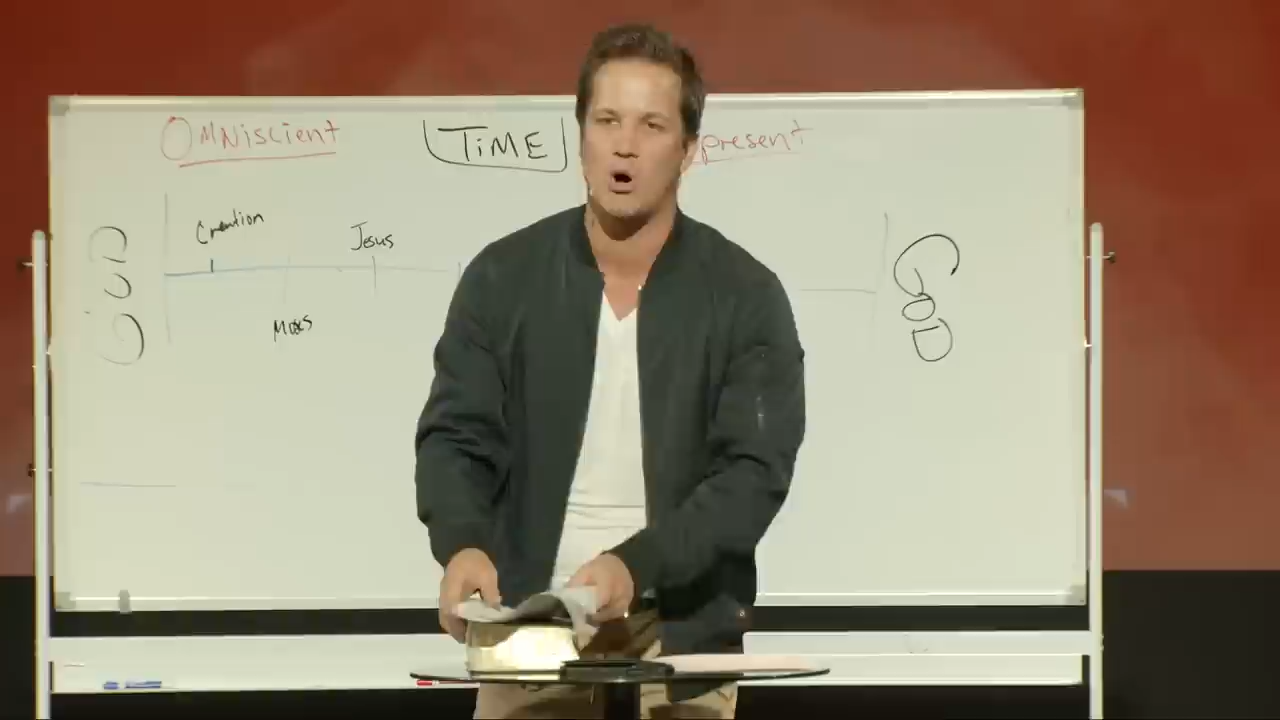 OMNiscient
TiME
present
Creation
Jesus
GOD
GOD
Moses